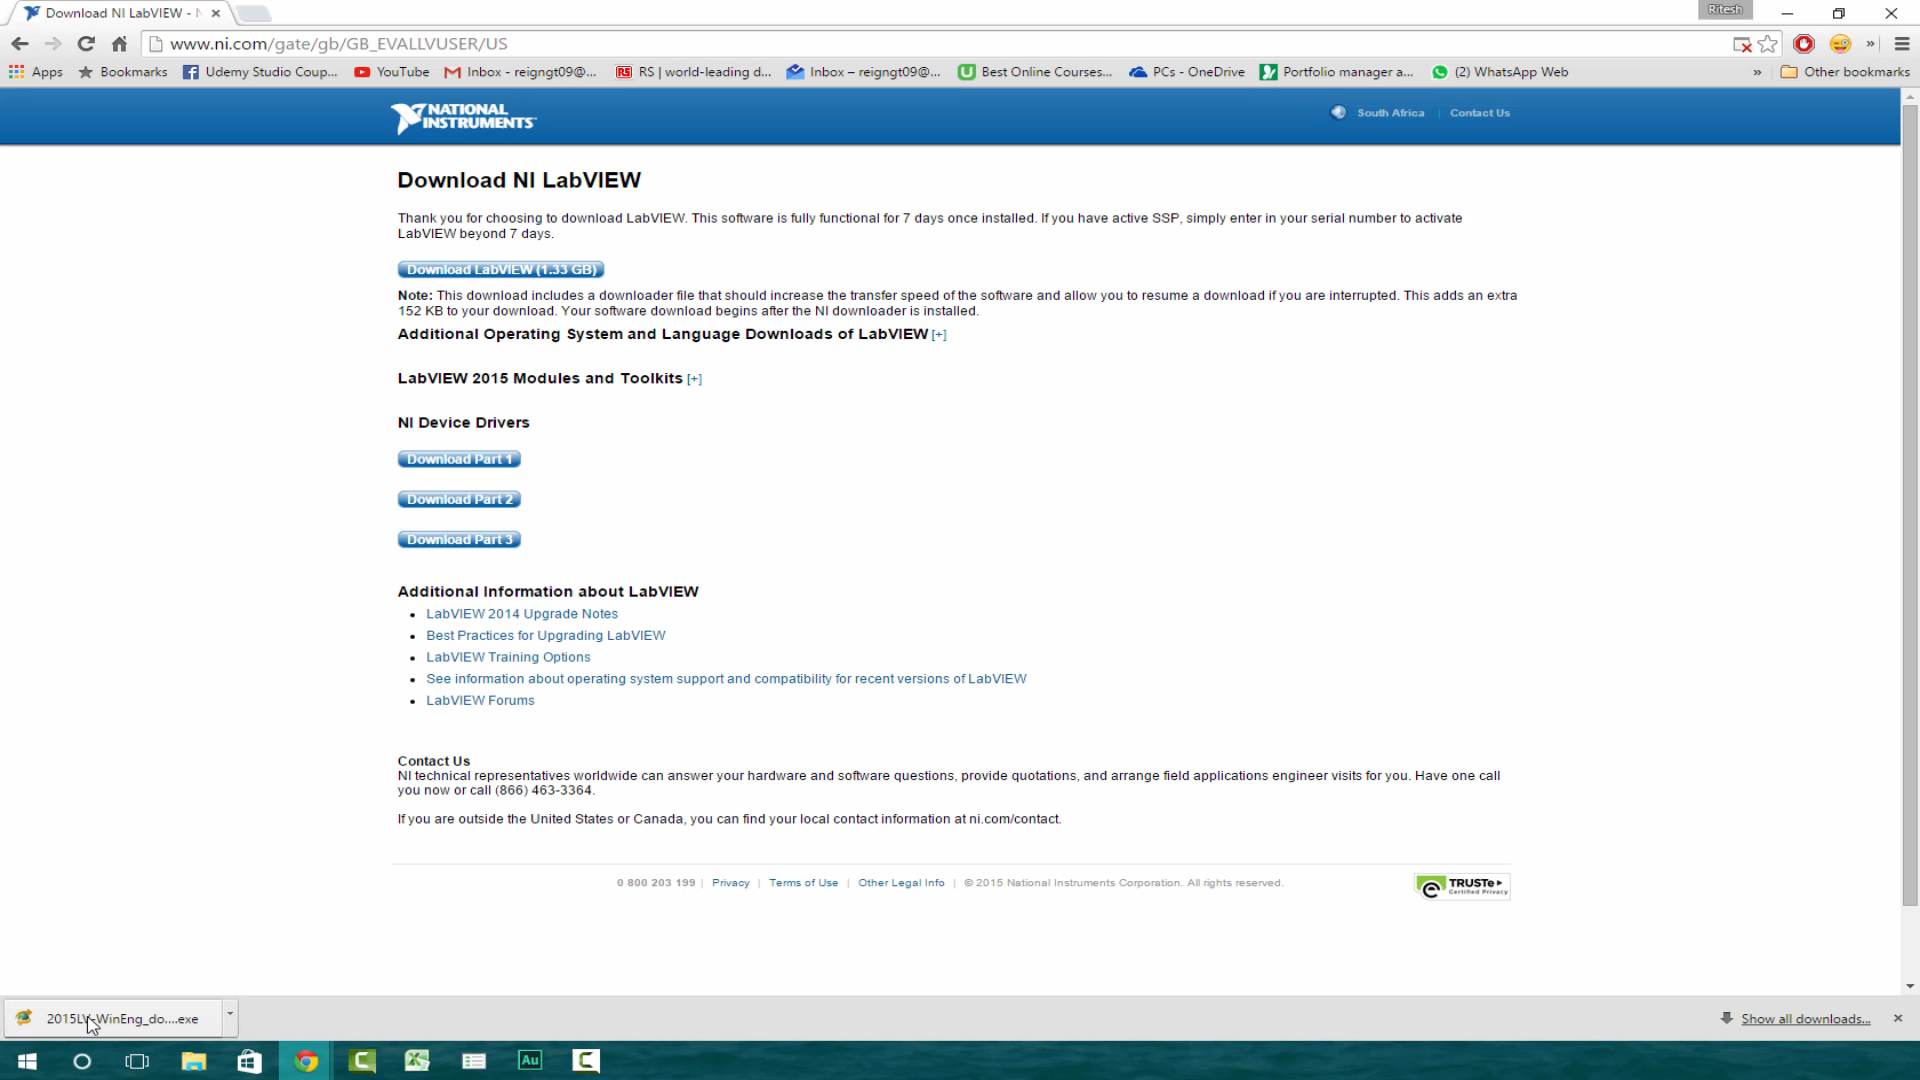 Download NI LabVIEW - N
Ritesh
www.ni.com/gate/gb/GB_EVALLVUSER/US
Apps
Bookmarks
Udemy Studio Coup...
YouTube
Inbox - reigngt09@...
RS | world-leading d...
Inbox – reigngt09@...
Best Online Courses...
PCs - OneDrive
Portfolio manager a...
(2) WhatsApp Web
»
Other bookmarks
NATIONAL
INSTRUMENTS
South Africa | Contact Us
Download NI LabVIEW
Thank you for choosing to download LabVIEW. This software is fully functional for 7 days once installed. If you have active SSP, simply enter in your serial number to activate
LabVIEW beyond 7 days.
Download LabVIEW (1.33 GB)
Note: This download includes a downloader file that should increase the transfer speed of the software and allow you to resume a download if you are interrupted. This adds an extra
152 KB to your download. Your software download begins after the NI downloader is installed.
Additional Operating System and Language Downloads of LabVIEW [+]
LabVIEW 2015 Modules and Toolkits [+]
NI Device Drivers
Download Part 1
Download Part 2
Download Part 3
Additional Information about LabVIEW
• LabVIEW 2014 Upgrade Notes
• Best Practices for Upgrading LabVIEW
• LabVIEW Training Options
• See information about operating system support and compatibility for recent versions of LabVIEW
• LabVIEW Forums
Contact Us
NI technical representatives worldwide can answer your hardware and software questions, provide quotations, and arrange field applications engineer visits for you. Have one call
you now or call (866) 463-3364.
If you are outside the United States or Canada, you can find your local contact information at ni.com/contact.
0 800 203 199 | Privacy | Terms of Use | Other Legal Info | © 2015 National Instruments Corporation. All rights reserved.
TRUSTe
Certified Privacy
2015LV-WinEng_do....exe
Show all downloads...
Au